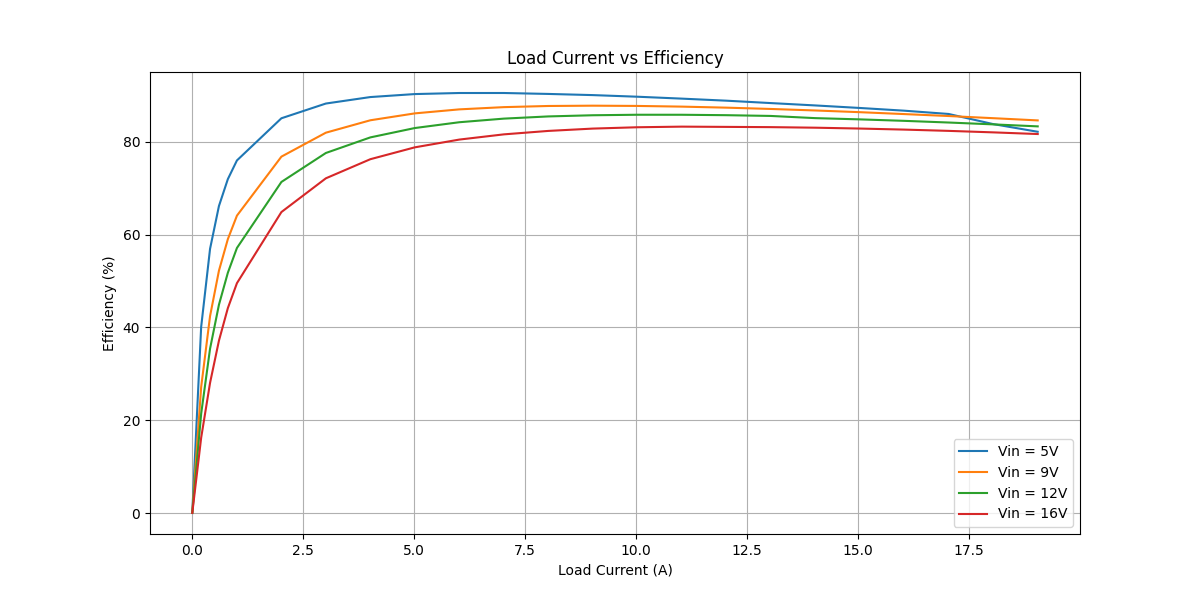 Load Current vs Efficiency
Efficiency (%)
80
60
40
20
0
0.0 2.5 5.0 7.5 10.0 12.5 15.0 17.5
Load Current (A)
Vin = 5V
Vin = 9V
Vin = 12V
Vin = 16V